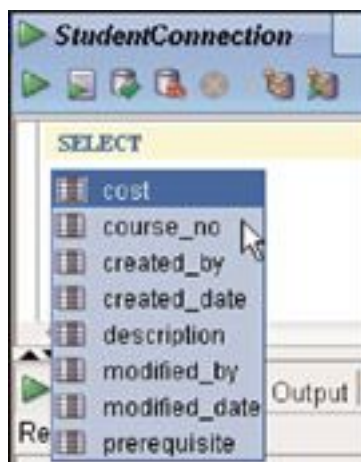 StudentConnection
SELECT
cost
course_no
created_by
created_date
description
modified_by
modified_date
Output
Re
prerequisite